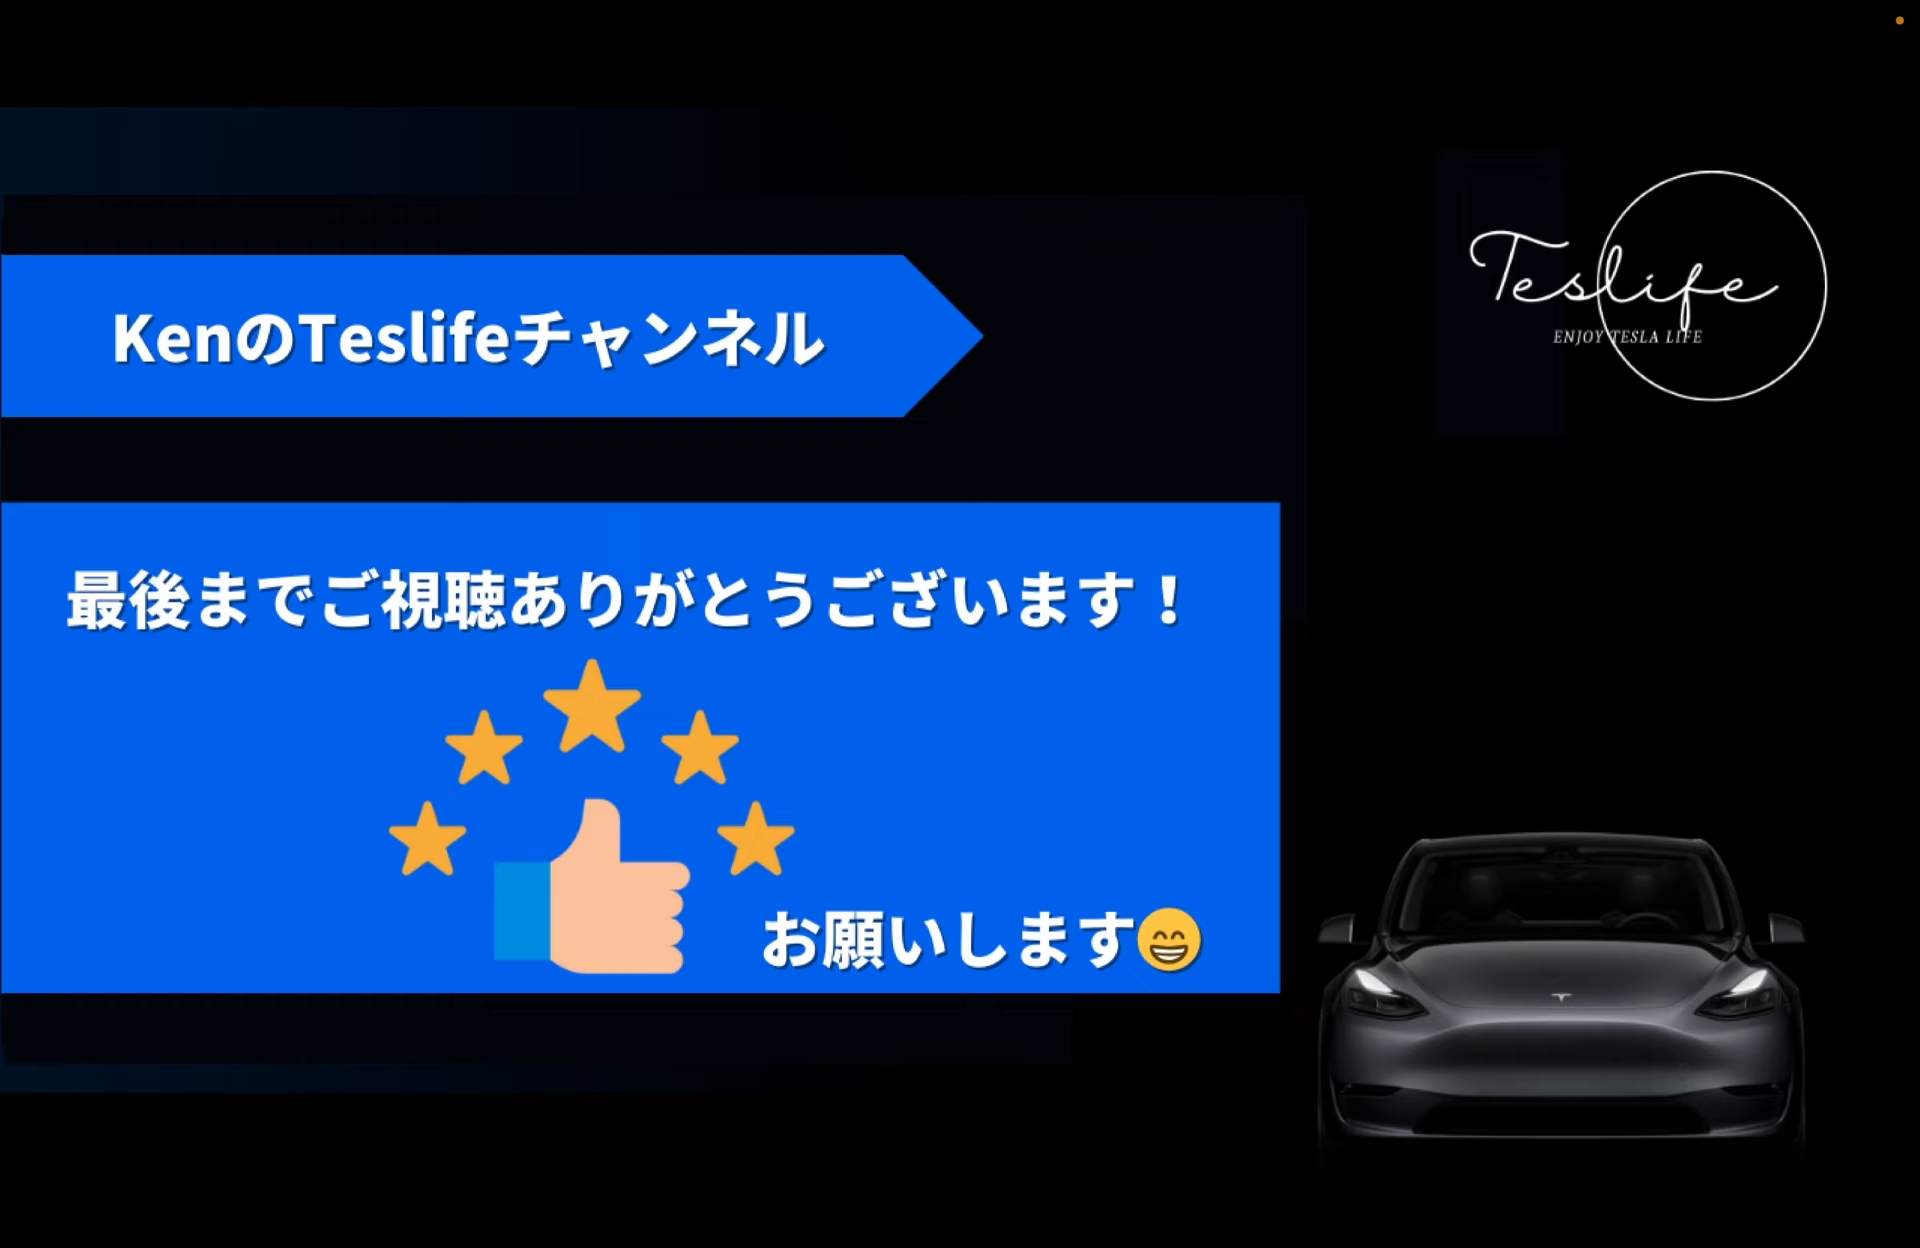 KenのTeslifeチャンネル
Teslife
ENJOY TESLA LIFE
最後までご視聴ありがとうございます！
お願いします😁